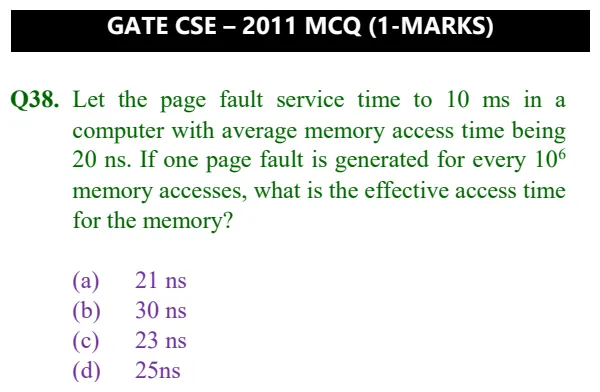 GATE CSE – 2011 MCQ (1-MARKS)
Q38. Let the page fault service time to 10 ms in a
computer with average memory access time being
20 ns. If one page fault is generated for every 10⁶
memory accesses, what is the effective access time
for the memory?
(a) 21 ns
(b) 30 ns
(c) 23 ns
(d) 25ns